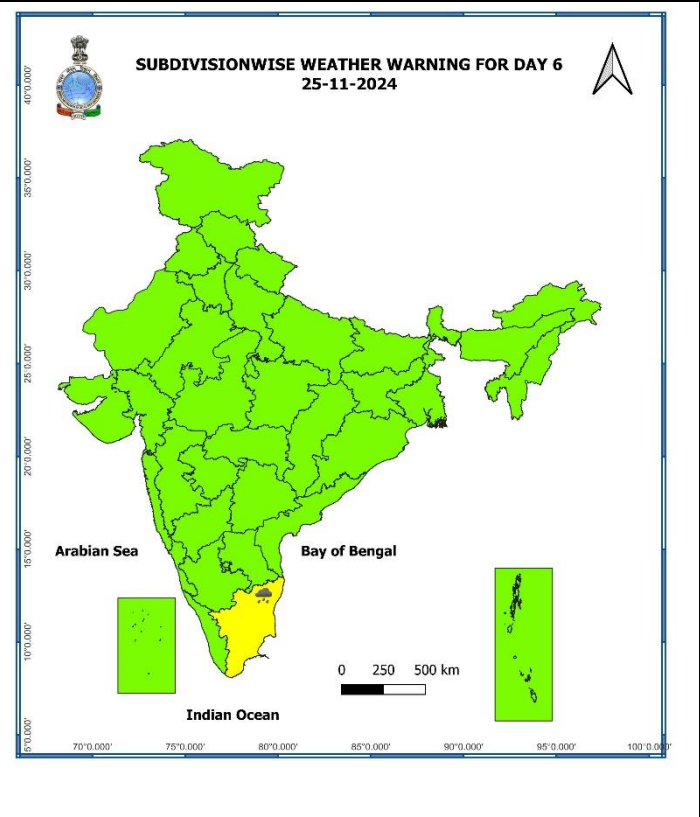 SUBDIVISIONWISE WEATHER WARNING FOR DAY 6
25-11-2024
40°0.000'
35°0.000'
30°0.000'
25°0.000'
20°0.000'
15°0.000'
10°0.000'
5°0.000'
Arabian Sea
Bay of Bengal
0 250 500 km
Indian Ocean
70°0.000' 75°0.000' 80°0.000' 85°0.000' 90°0.000' 95°0.000' 100°0.000'